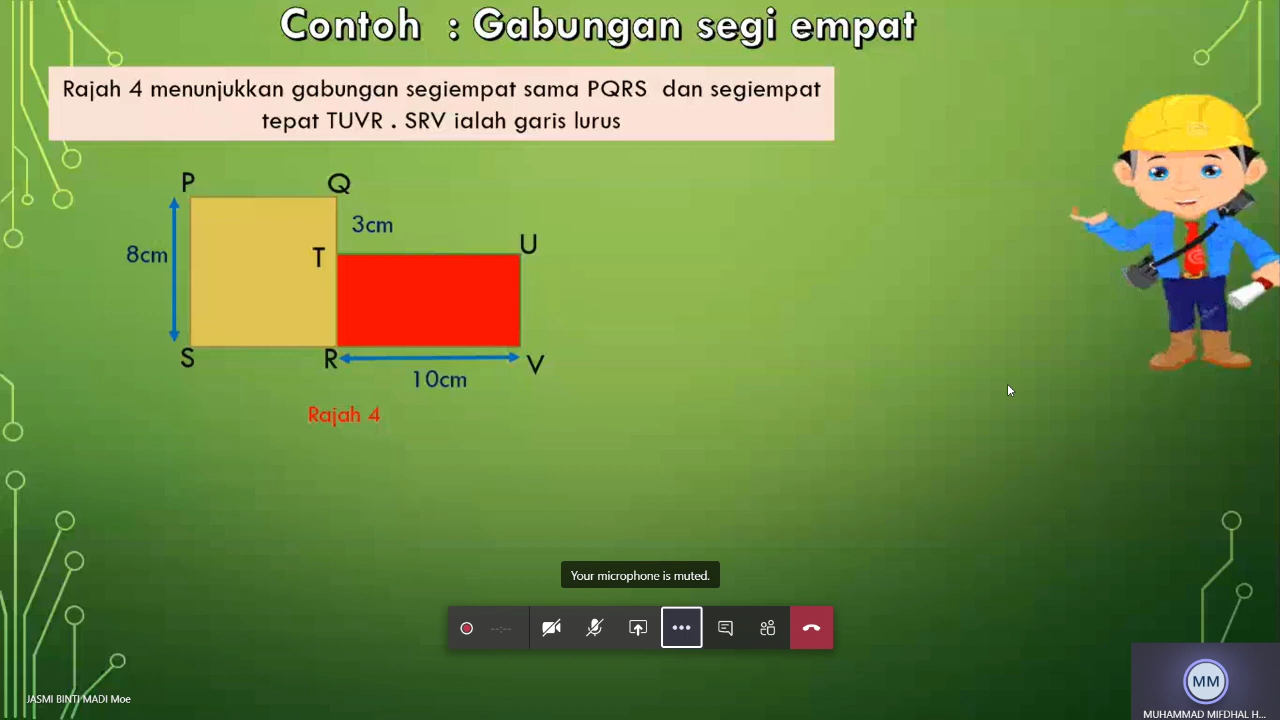 Contoh : Gabungan segi empat
Rajah 4 menunjukkan gabungan segiempat sama PQRS dan segiempat
tepat TUVR . SRV ialah garis lurus
P
Q
3cm
8cm
T
U
S
R
V
10cm
Rajah 4
Your microphone is muted.
--:--
JASMI BINTI MADI Moe
MM
MUHAMMAD MIFDHAL H...